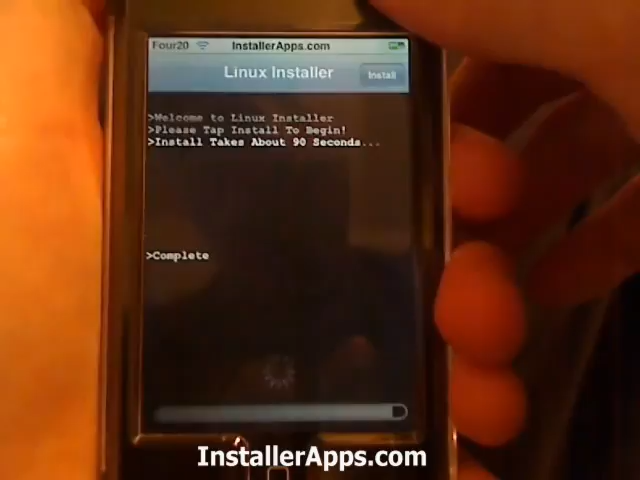 Four20 InstallerApps.com
Linux Installer Install
>Welcome to Linux Installer
>Please Tap Install To Begin!
>Install Takes About 90 Seconds...
>Complete
InstallerApps.com